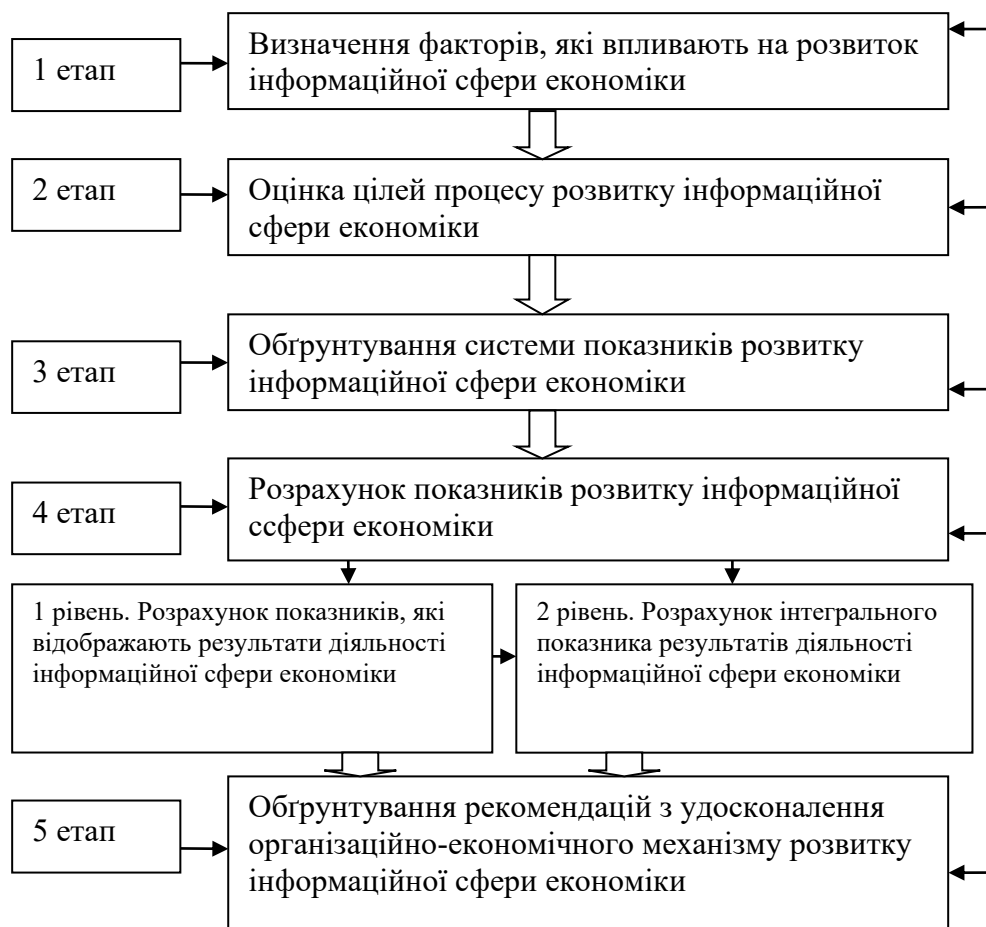 1 етап
Визначення факторів, які впливають на розвиток
інформаційної сфери економіки
2 етап
Оцінка цілей процесу розвитку інформаційної
сфери економіки
3 етап
Обґрунтування системи показників розвитку
інформаційної сфери економіки
4 етап
Розрахунок показників розвитку інформаційної
ссфери економіки
1 рівень. Розрахунок показників, які
відображають результати діяльності
інформаційної сфери економіки
2 рівень. Розрахунок інтегрального
показника результатів діяльності
інформаційної сфери економіки
5 етап
Обґрунтування рекомендацій з удосконалення
організаційно-економічного механізму розвитку
інформаційної сфери економіки